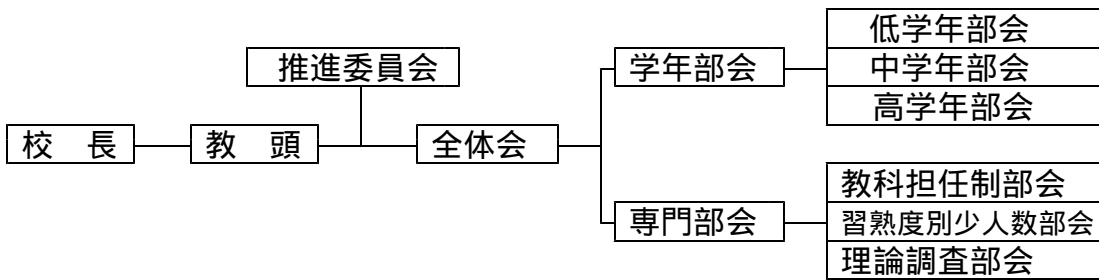 低学年部会
推進委員会
学年部会
中学年部会
高学年部会
校　長
教　頭
全体会
教科担任制部会
専門部会
習熟度別少人数部会
理論調査部会